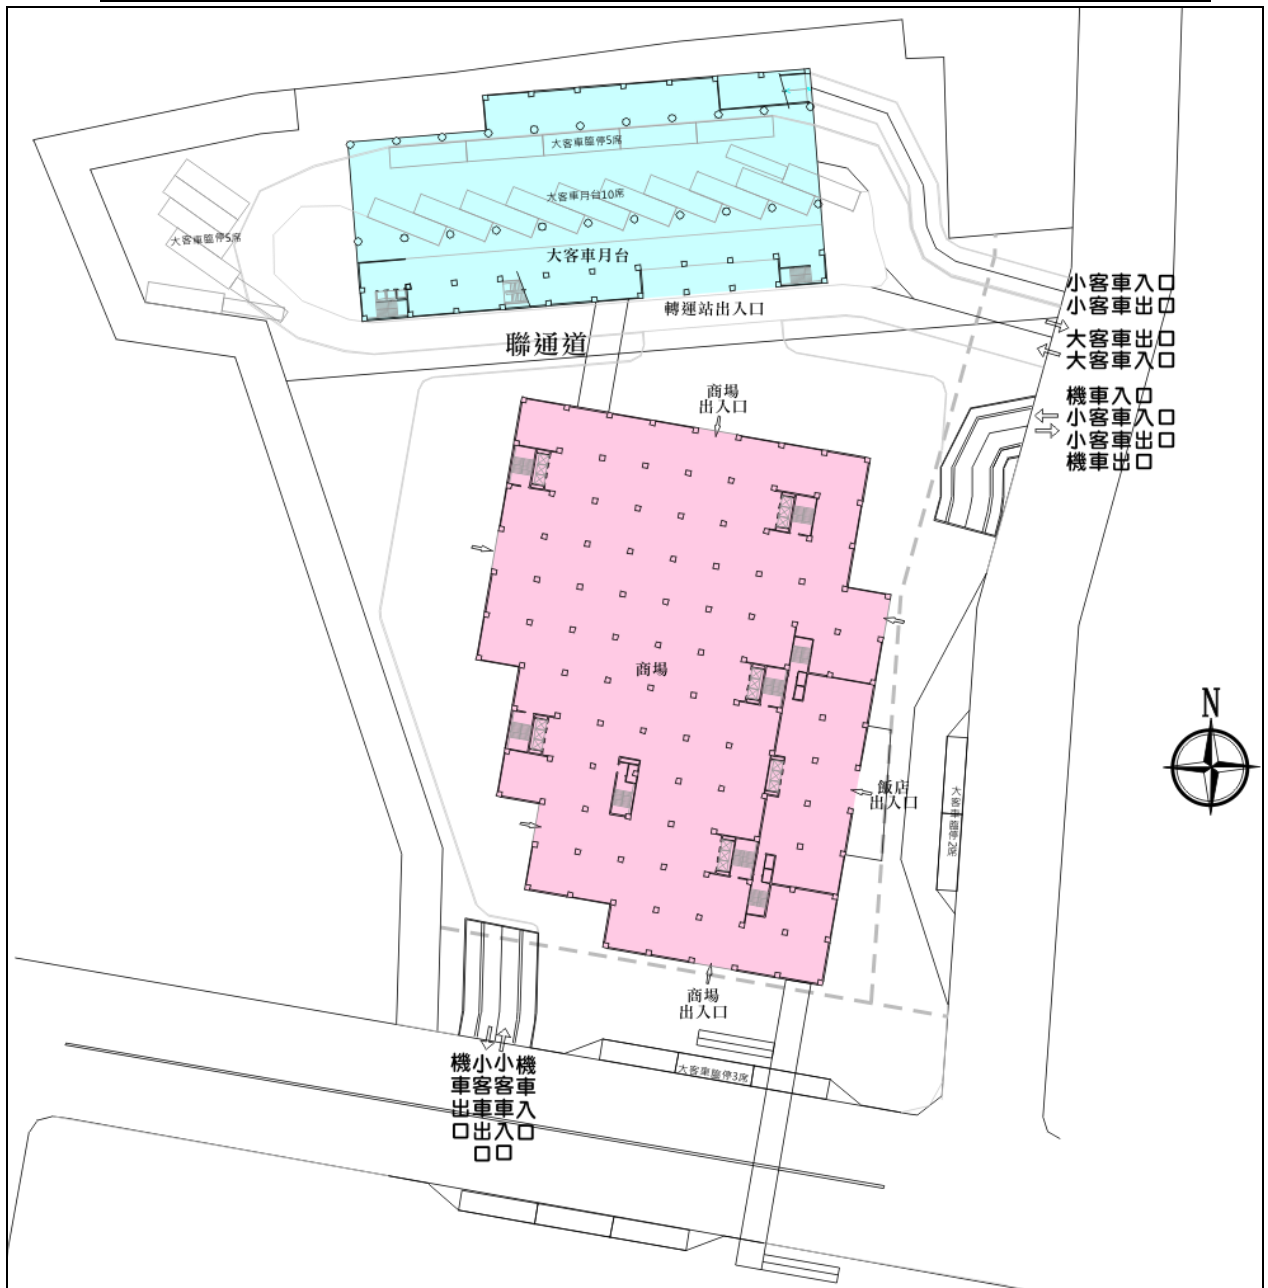 大客車臨停5席
大客車月台10席
大客車臨停5席
大客車月台
轉運站出入口
聯通道
小客車入口
小客車出口
大客車出口
大客車入口
機車入口
小客車入口
小客車出口
機車出口
商場
出入口
商場
N
飯店
出入口
大客車臨停2席
商場
出入口
大客車臨停3席
機車出口
小客車出口
小客車入口
機車入口